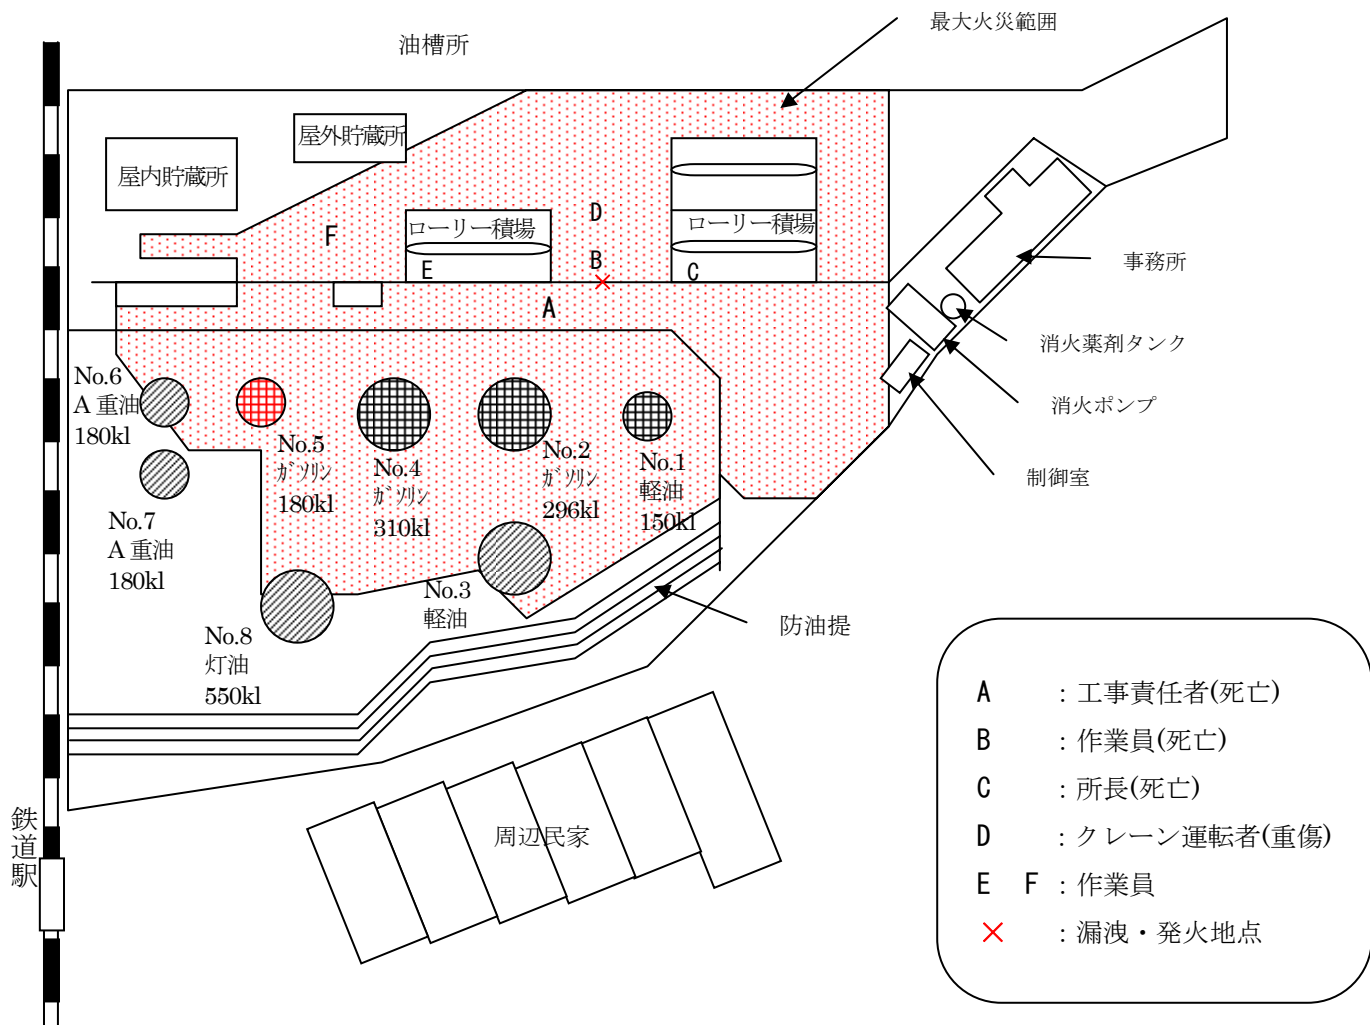 最大火災範囲
油槽所
屋外貯蔵所
屋内貯蔵所
D
ローリー積場
ローリー積場
F
B
E
C
事務所
A
消火薬剤タンク
No.6
A 重油
180kl
消火ポンプ
No.5
ｶﾞｿﾘﾝ
180kl
No.4
ｶﾞｿﾘﾝ
310kl
No.2
ｶﾞｿﾘﾝ
296kl
No.1
軽油
150kl
制御室
No.7
A 重油
180kl
No.3
軽油
防油提
No.8
灯油
550kl
鉄道駅
周辺民家
A ：工事責任者(死亡)
B ：作業員(死亡)
C ：所長(死亡)
D ：クレーン運転者(重傷)
E F ：作業員
× ：漏洩・発火地点